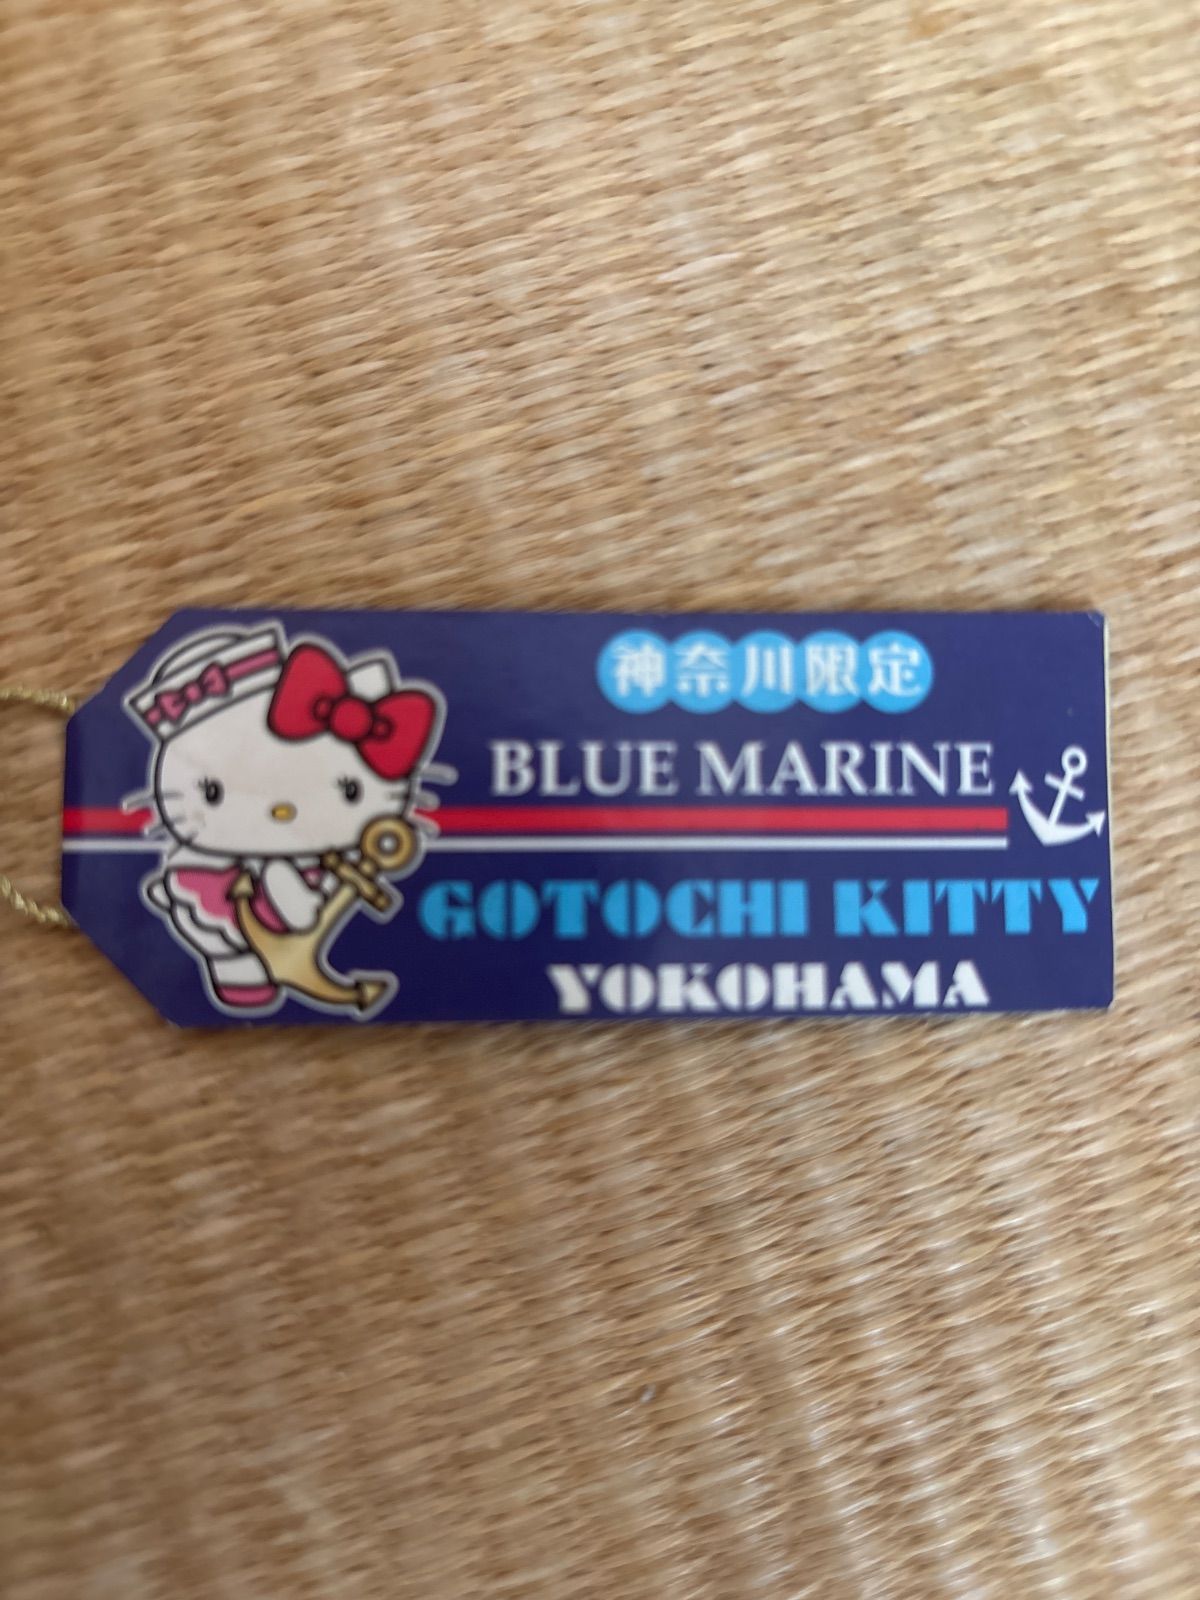 神奈川限定
BLUE MARINE
GOTOCHI KITTY
YOKOHAMA